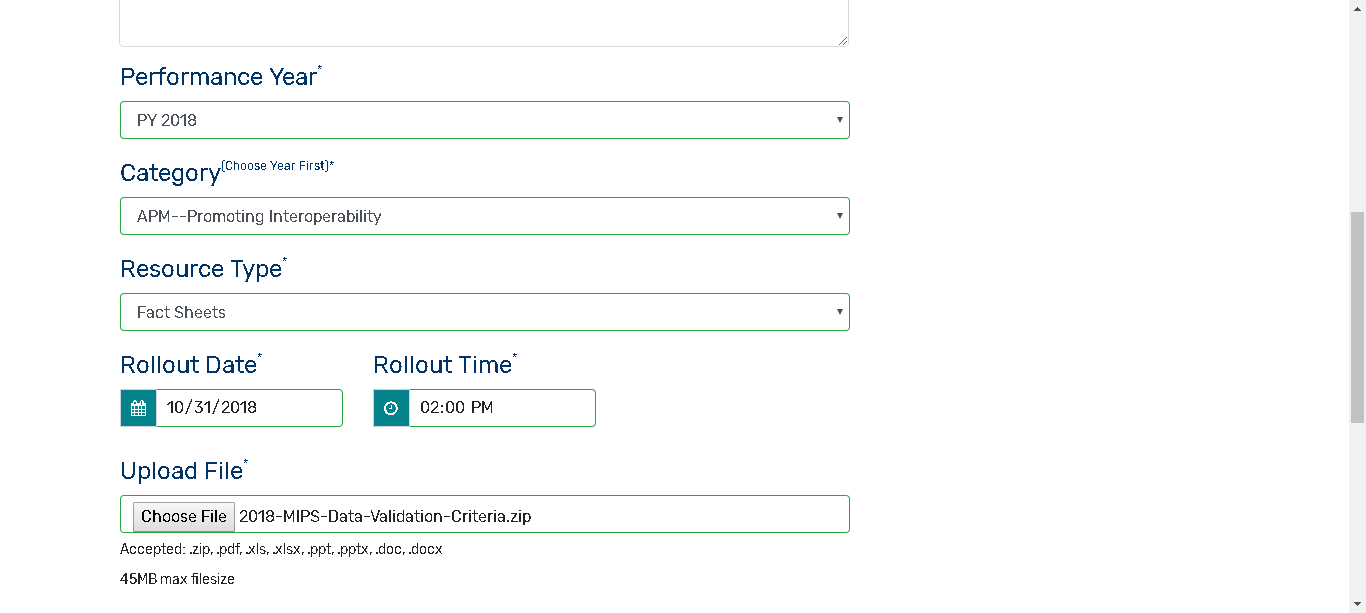 Performance Year*
PY 2018
Category(Choose Year First)*
APM--Promoting Interoperability
Resource Type*
Fact Sheets
Rollout Date* Rollout Time*
10/31/2018 02:00 PM
Upload File*
Choose File 2018-MIPS-Data-Validation-Criteria.zip
Accepted: .zip, .pdf, .xls, .xlsx, .ppt, .pptx, .doc, .docx
45MB max filesize